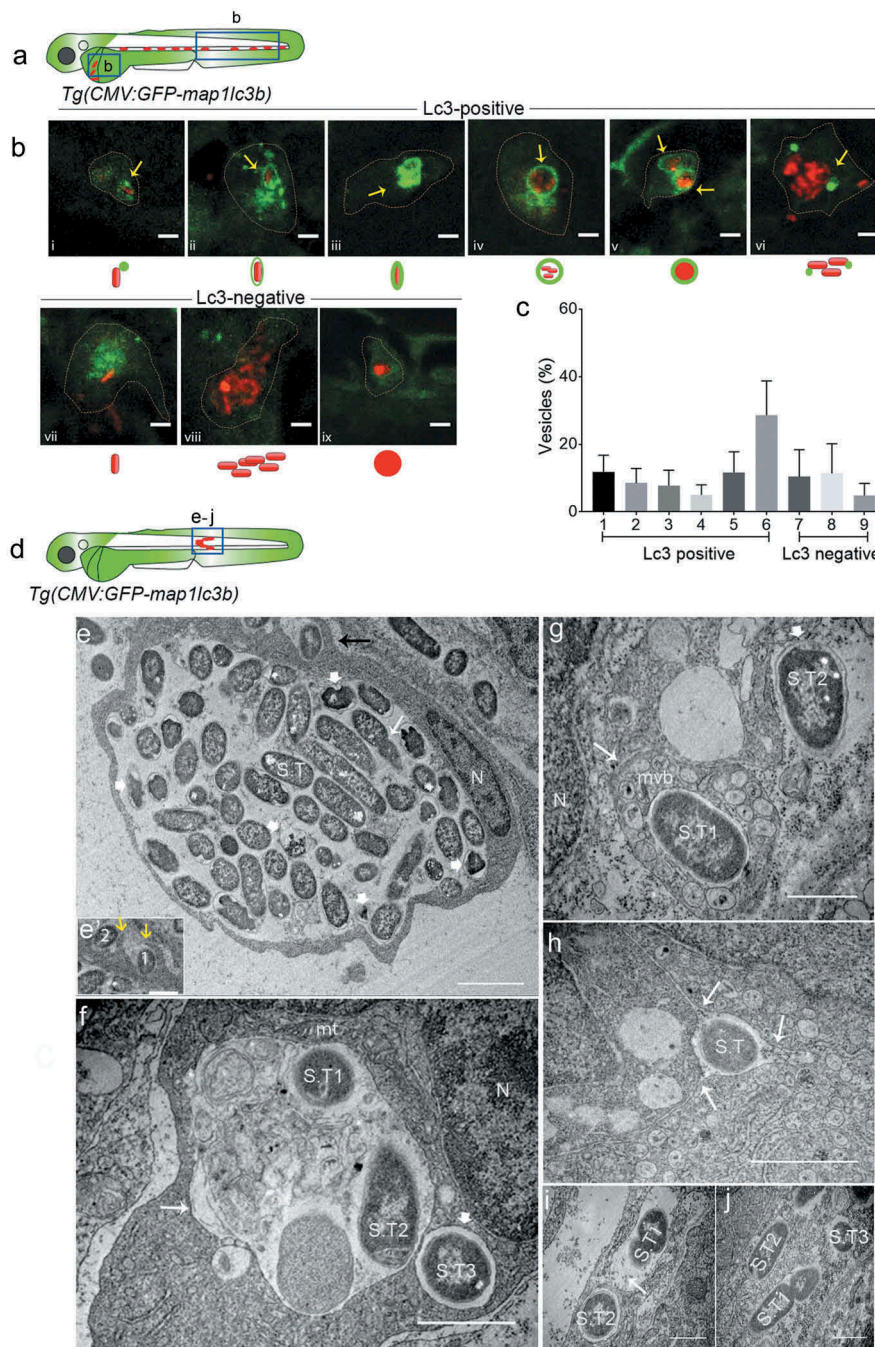 b
a
b
Tg(CMV:GFP-map1lc3b)
Lc3-positive
b
i
ii
iii
iv
v
vi
Lc3-negative
vii
viii
ix
c
Vesicles (%)
60
40
20
0
1 2 3 4 5 6 7 8 9
Lc3 positive
Lc3 negative
e-j
d
Tg(CMV:GFP-map1lc3b)
e
S.T
N
e'
2
1
f
mt
S.T1
N
S.T2
S.T3
g
S.T2
mvb
N
S.T1
h
S.T
i
S.T1
S.T2
j
S.T2
S.T3
S.T1